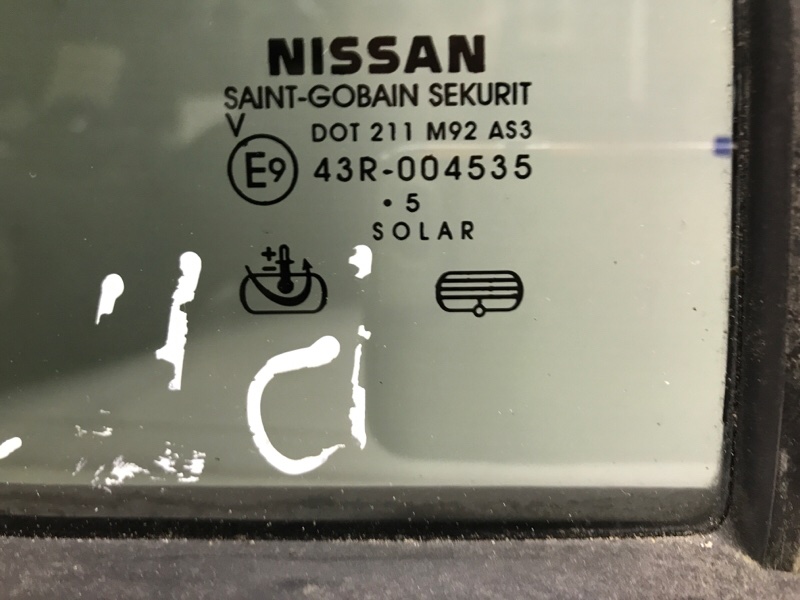 NISSAN
SAINT-GOBAIN SEKURIT
V
DOT 211 M92 AS3
E9 43R-004535
• 5
SOLAR
+
−